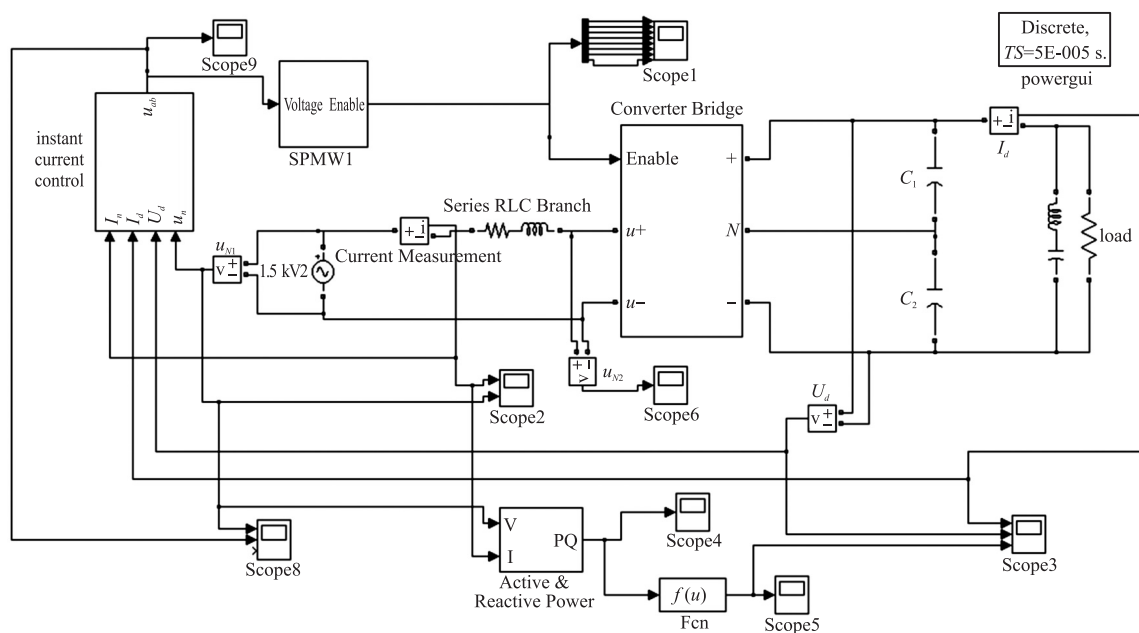 Scope9
Scope1
Discrete,
TS=5E-005 s.
powergui
u_ab
instant
current
control
I_n
I_d
U_d
u_n
Voltage Enable
SPMW1
Converter Bridge
Enable
+
u+
N
u−
−
+ - i
I_d
C_1
C_2
load
Series RLC Branch
+ - i
Current Measurement
u_N1
v + −
1.5 kV2
+ - v
u_N2
Scope6
Scope2
U_d
v + −
V
I
PQ
Active &
Reactive Power
Scope4
Scope8
f(u)
Fcn
Scope5
Scope3